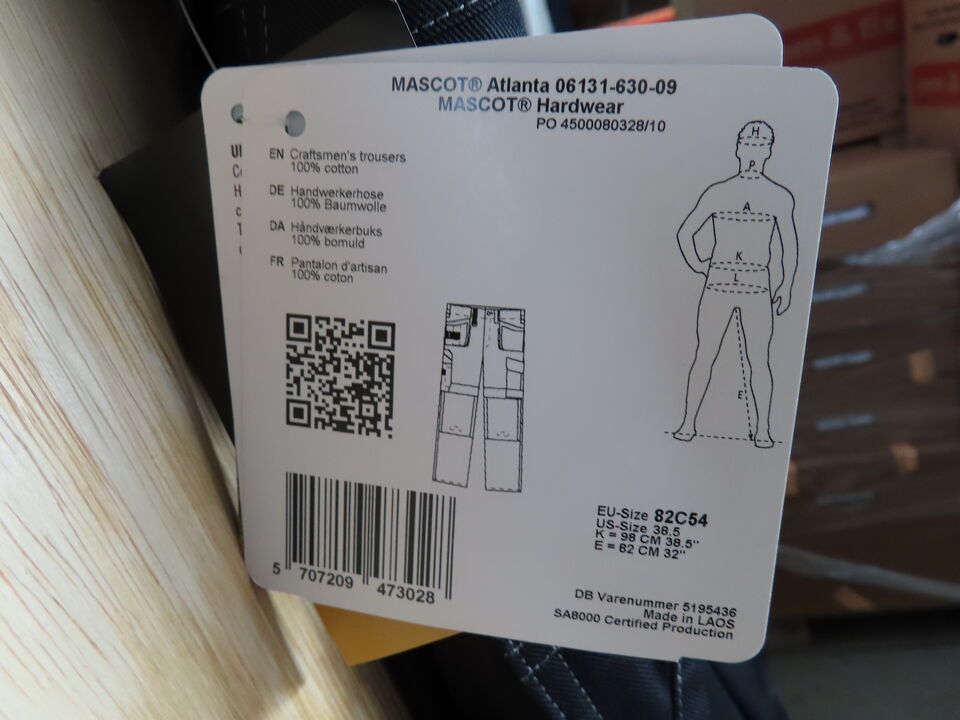 MASCOT® Atlanta 06131-630-09
MASCOT® Hardwear
PO 4500080328/10
EN Craftsmen's trousers
100% cotton
DE Handwerkerhose
100% Baumwolle
DA Håndværkerbuks
100% bomuld
FR Pantalon d'artisan
100% coton
H
P
A
K
L
E
EU-Size 82C54
US-Size 38.5
K = 98 CM 38.5"
E = 82 CM 32"
5 707209 473028
DB Varenummer 5195436
Made in LAOS
SA8000 Certified Production